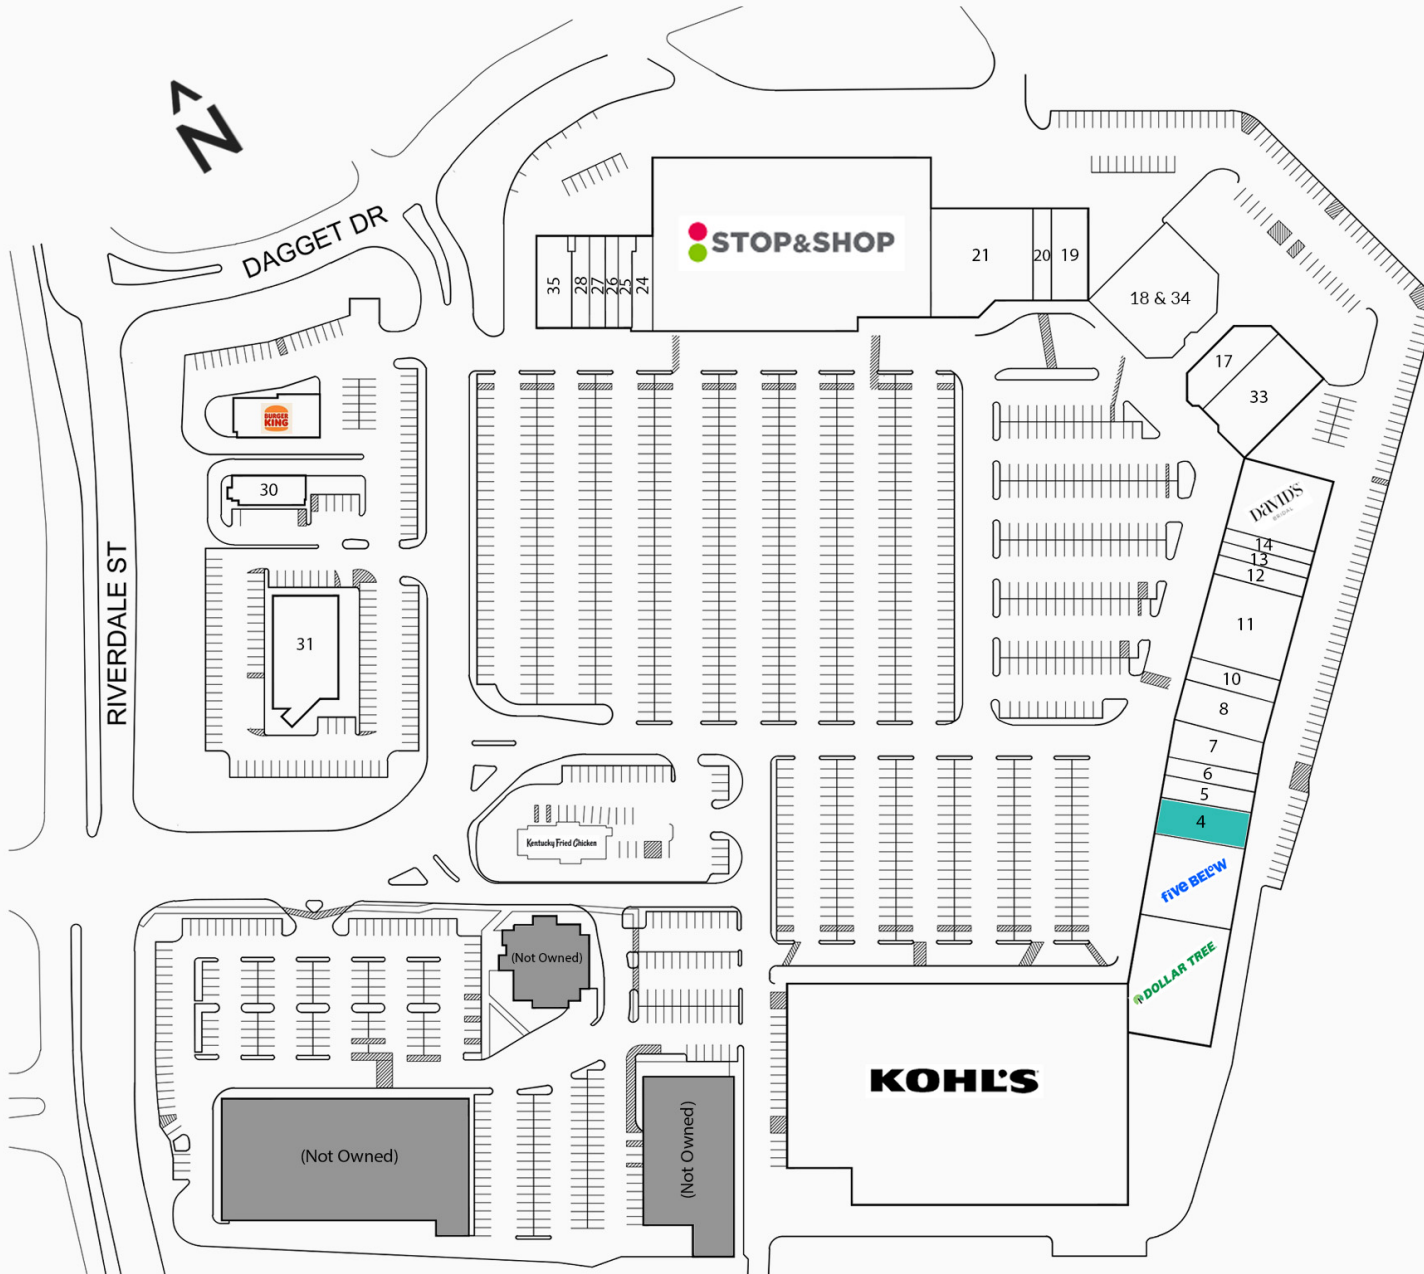 N
DAGGET DR
RIVERDALE ST
STOP&SHOP
35
28
27
26
25
24
21
20
19
18 & 34
17
33
BURGER
KING
30
31
DAVID'S
BRIDAL
14
13
12
11
10
8
7
6
5
4
five BEL°W
DOLLAR TREE
Kentucky Fried Chicken
(Not Owned)
KOHL'S
(Not Owned)
(Not Owned)